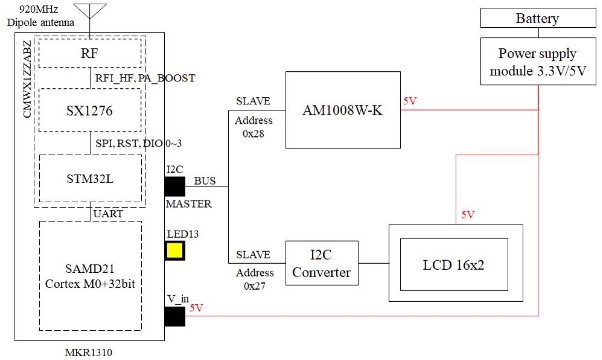 920MHz
Dipole antenna
CMWX1ZZABZ
RF
RFI_HF, PA_BOOST
SX1276
SPI, RST, DIO 0~3
STM32L
UART
SAMD21
Cortex M0+32bit
MKR1310
I2C
BUS
MASTER
LED13
V_in
5V
SLAVE
Address
0x28
AM1008W-K
5V
SLAVE
Address
0x27
I2C
Converter
LCD 16x2
5V
Battery
Power supply
module 3.3V/5V